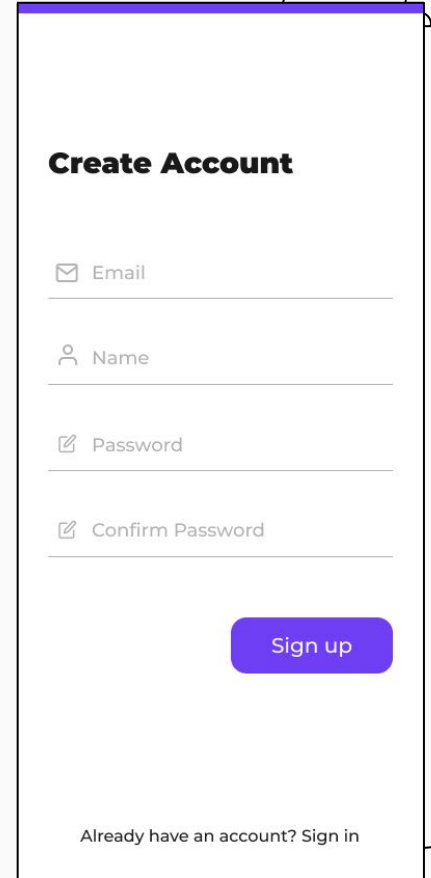 Create Account
Email
Name
Password
Confirm Password
Sign up
Already have an account? Sign in